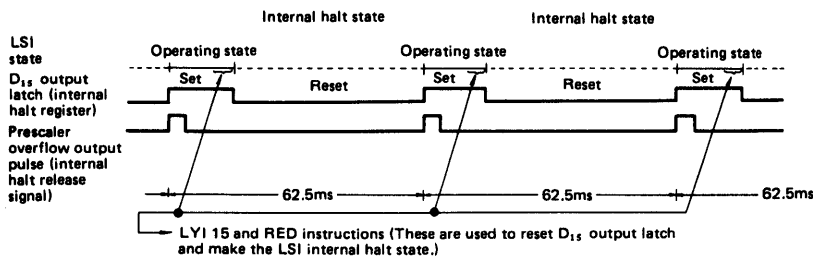 Internal halt state
Internal halt state
LSI
state
Operating state
Operating state
Operating state
D₁₅ output
latch (internal
halt register)
Set
Reset
Set
Reset
Set
Prescaler
overflow output
pulse (internal
halt release
signal)
62.5ms
62.5ms
62.5ms
LYI 15 and RED instructions (These are used to reset D₁₅ output latch
and make the LSI internal halt state.)